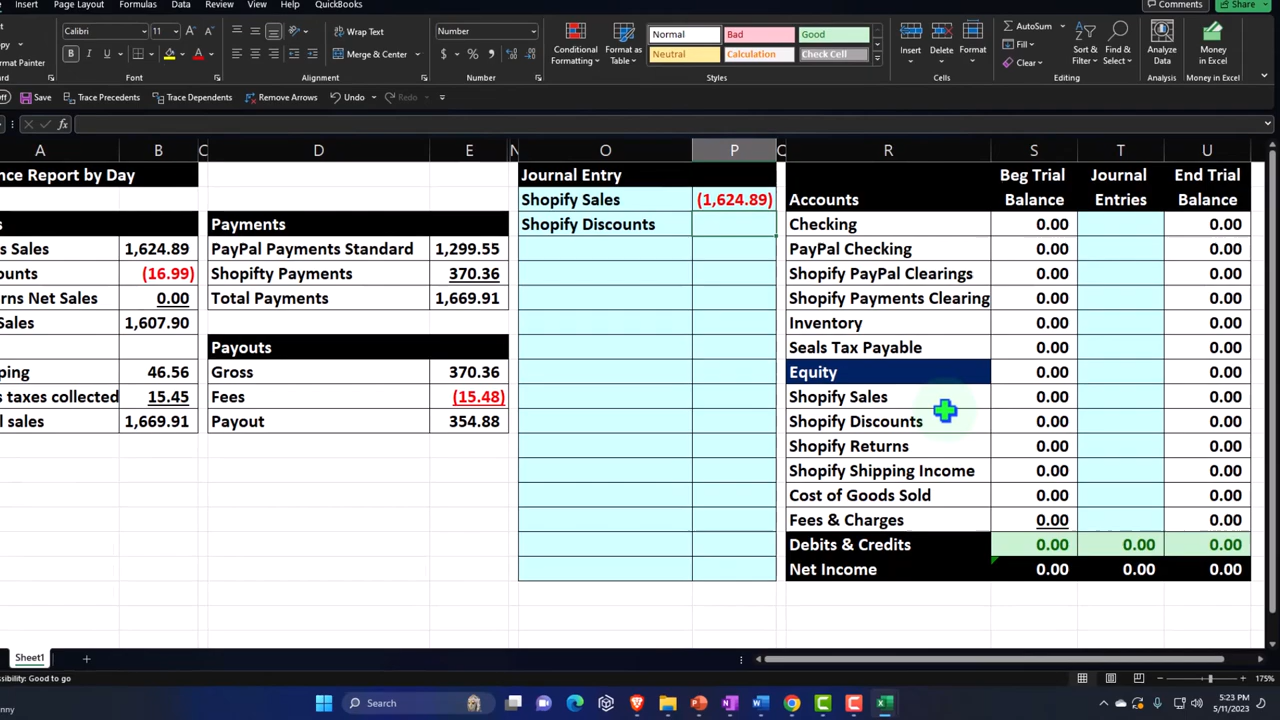 Insert Page Layout Formulas Data Review View Help QuickBooks Comments Share
Calibri 11 Wrap Text Number Normal Bad Good AutoSum
Conditional Formatting Format as Table Insert Delete Format Fill Sort & Filter Find & Select Analyze Data Money in Excel
Format Painter B Merge & Center $ % Neutral Calculation Check Cell Clear
Font Alignment Number Styles Cells Editing Analysis Money in Excel
Save Trace Precedents Trace Dependents Remove Arrows Undo Redo
fx
A B C D E N O P R S T U
ance Report by Day Journal Entry Beg Trial Journal End Trial
Shopify Sales (1,624.89) Accounts Balance Entries Balance
Payments Shopify Discounts Checking 0.00 0.00
s Sales 1,624.89 PayPal Payments Standard 1,299.55 PayPal Checking 0.00 0.00
ounts (16.99) Shopifty Payments 370.36 Shopify PayPal Clearings 0.00 0.00
rns Net Sales 0.00 Total Payments 1,669.91 Shopify Payments Clearing 0.00 0.00
Sales 1,607.90 Inventory 0.00 0.00
Payouts Seals Tax Payable 0.00 0.00
ping 46.56 Gross 370.36 Equity 0.00 0.00
s taxes collected 15.45 Fees (15.48) Shopify Sales 0.00 0.00
l sales 1,669.91 Payout 354.88 Shopify Discounts 0.00 0.00
Shopify Returns 0.00 0.00
Shopify Shipping Income 0.00 0.00
Cost of Goods Sold 0.00 0.00
Fees & Charges 0.00 0.00
Debits & Credits 0.00 0.00 0.00
Net Income 0.00 0.00 0.00
Sheet1
ssibility: Good to go 175%
Search 5:23 PM
nny 5/11/2023